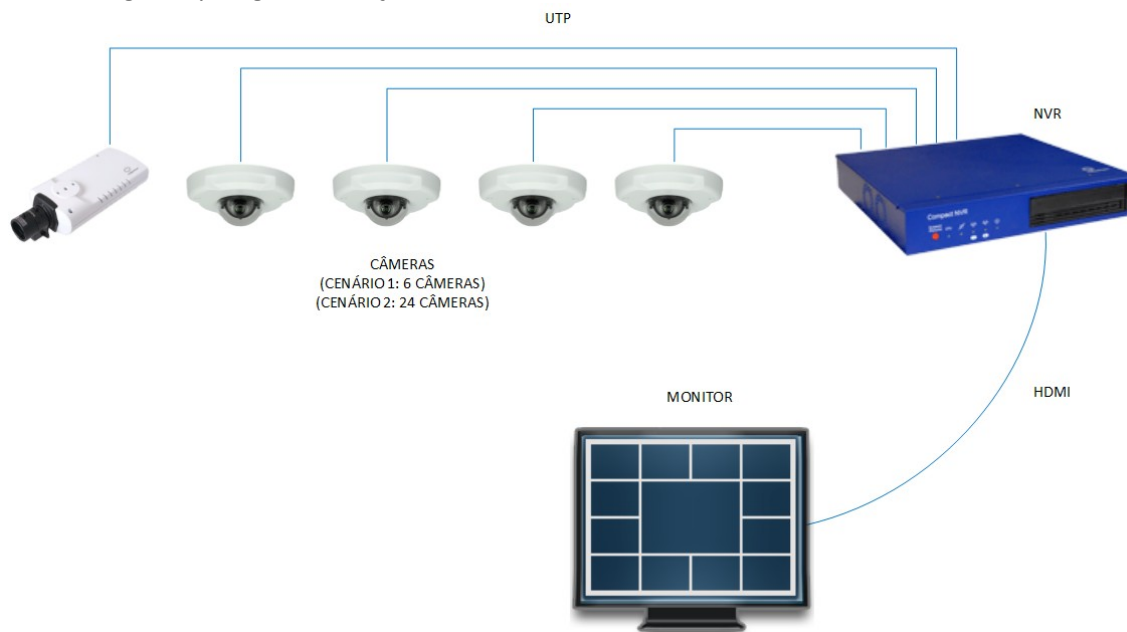 UTP
NVR
CÂMERAS
(CENÁRIO 1: 6 CÂMERAS)
(CENÁRIO 2: 24 CÂMERAS)
Compact NVR
MONITOR
HDMI